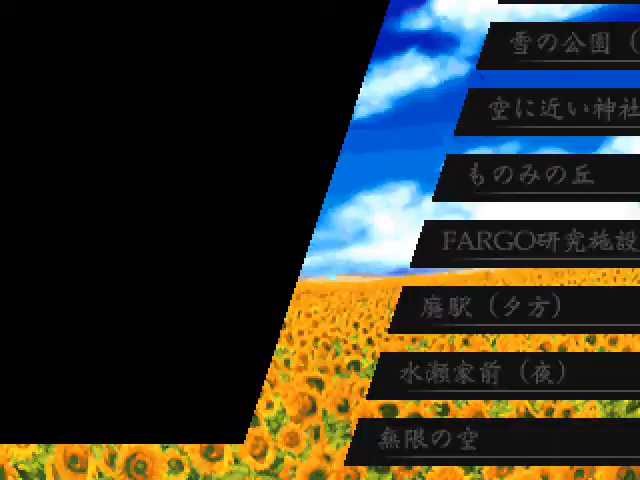 雪の公園（
空に近い神社
ものみの丘
FARGO研究施設
廃駅（夕方）
水瀬家前（夜）
無限の空